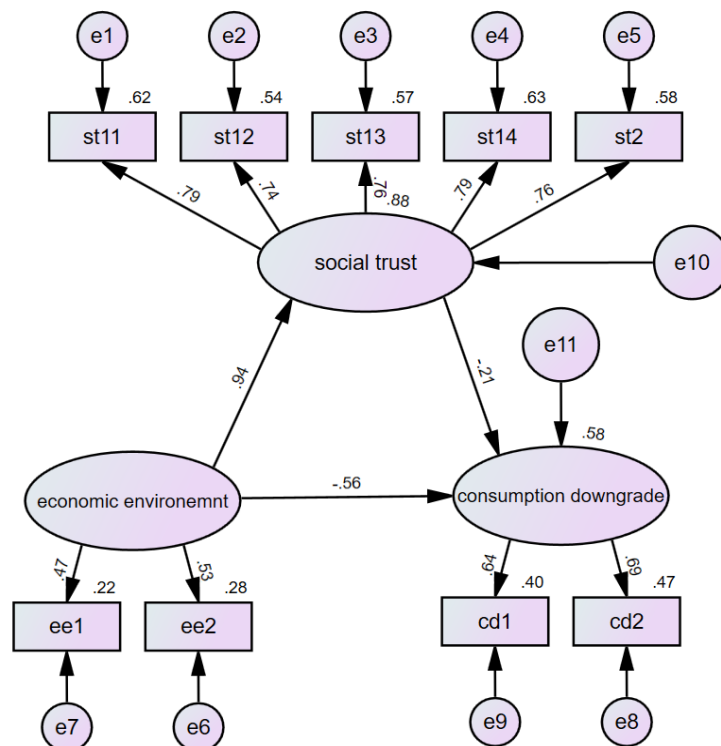 e1
e2
e3
e4
e5
.62
.54
.57
.63
.58
st11
st12
st13
st14
st2
.79
.74
.76
.79
.76
.88
social trust
e10
e11
.94
-.21
.58
economic environemnt
-.56
consumption downgrade
.47
.53
.64
.69
.22
.28
.40
.47
ee1
ee2
cd1
cd2
e7
e6
e9
e8